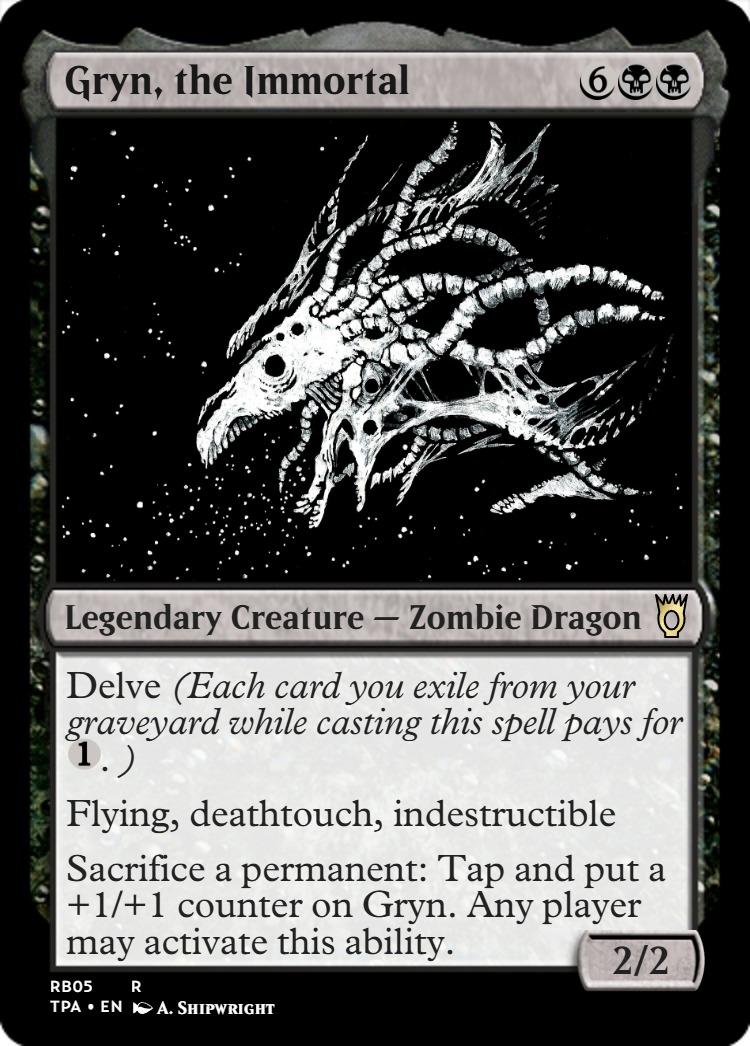 Gryn, the Immortal 6
Legendary Creature — Zombie Dragon
Delve (Each card you exile from your
graveyard while casting this spell pays for
1. )
Flying, deathtouch, indestructible
Sacrifice a permanent: Tap and put a
+1/+1 counter on Gryn. Any player
may activate this ability.
2/2
RB05 R
TPA • EN A. Shipwright